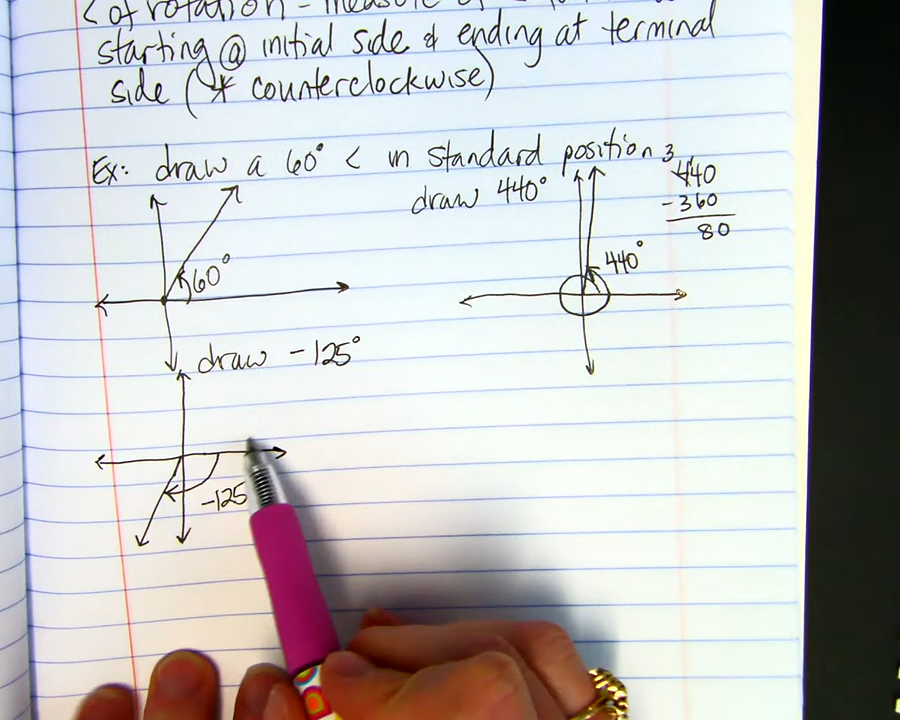 < of rotation - measure of <
starting @ initial side & ending at terminal
side (* counterclockwise)
Ex: draw a 60° < in standard position
draw 440°
3
440
-360
80
60°
440°
draw -125°
-125